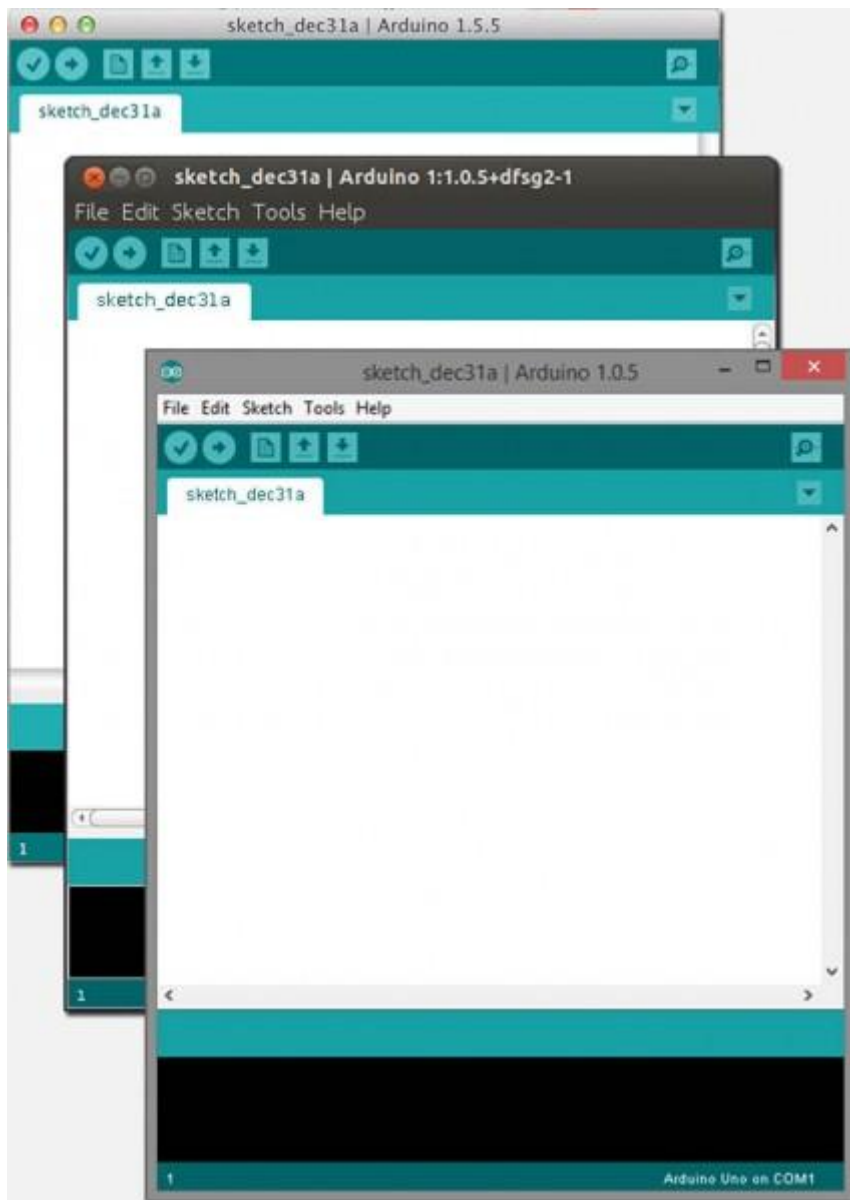 sketch_dec31a | Arduino 1.5.5
sketch_dec31a
sketch_dec31a | Arduino 1:1.0.5+dfsg2-1
File Edit Sketch Tools Help
sketch_dec31a
sketch_dec31a | Arduino 1.0.5
File Edit Sketch Tools Help
sketch_dec31a
1
1
1
Arduino Uno on COM1